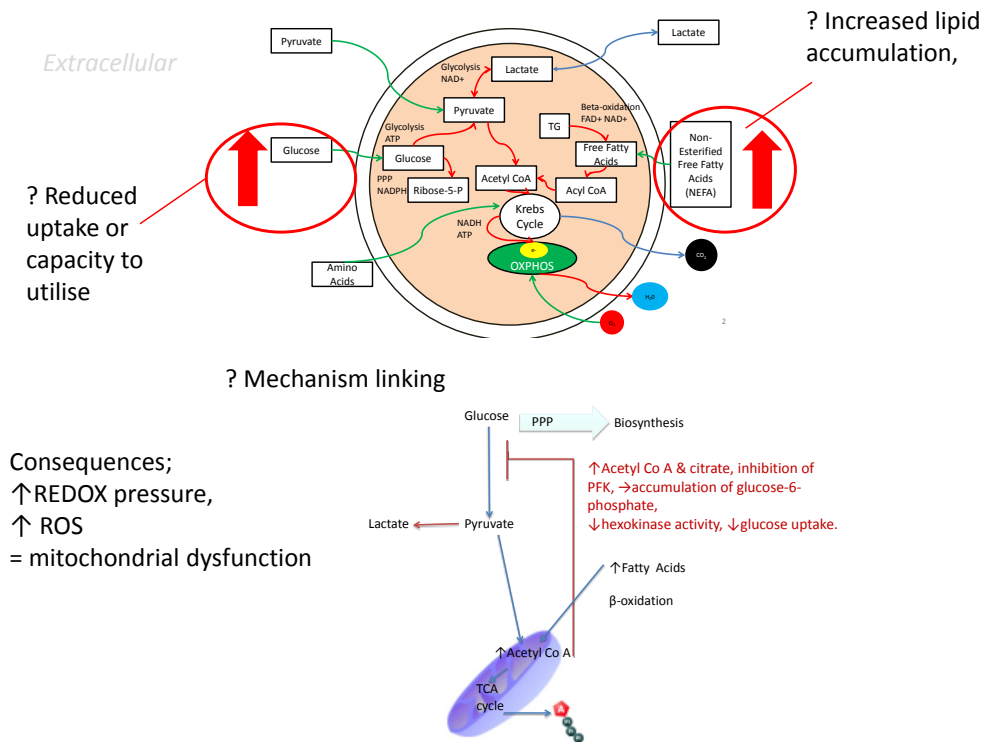 ? Increased lipid
accumulation,
Extracellular
Pyruvate
Lactate
Glycolysis
NAD+
Lactate
Pyruvate
Beta-oxidation
FAD+ NAD+
TG
Glycolysis
ATP
Glucose
Glucose
Free Fatty
Acids
Non-
Esterified
Free Fatty
Acids
(NEFA)
PPP
NADPH
Ribose-5-P
Acetyl CoA
Acyl CoA
? Reduced
uptake or
capacity to
utilise
Krebs
Cycle
NADH
ATP
e-
OXPHOS
Amino
Acids
CO2
H2O
O2
2
? Mechanism linking
Glucose
PPP
Biosynthesis
Consequences;
↑REDOX pressure,
↑ ROS
= mitochondrial dysfunction
↑Acetyl Co A & citrate, inhibition of
PFK, →accumulation of glucose-6-
phosphate,
↓hexokinase activity, ↓glucose uptake.
Lactate
Pyruvate
↑Fatty Acids
β-oxidation
↑Acetyl Co A
TCA
cycle
A